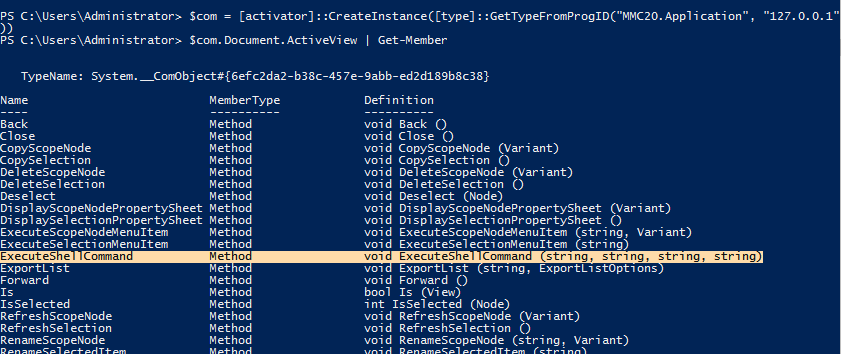 PS C:\Users\Administrator> $com = [activator]::CreateInstance([type]::GetTypeFromProgID("MMC20.Application", "127.0.0.1"
))
PS C:\Users\Administrator> $com.Document.ActiveView | Get-Member
TypeName: System.__ComObject#{6efc2da2-b38c-457e-9abb-ed2d189b8c38}
Name MemberType Definition
---- ---------- ----------
Back Method void Back ()
Close Method void Close ()
CopyScopeNode Method void CopyScopeNode (Variant)
CopySelection Method void CopySelection ()
DeleteScopeNode Method void DeleteScopeNode (Variant)
DeleteSelection Method void DeleteSelection ()
Deselect Method void Deselect (Node)
DisplayScopeNodePropertySheet Method void DisplayScopeNodePropertySheet (Variant)
DisplaySelectionPropertySheet Method void DisplaySelectionPropertySheet ()
ExecuteScopeNodeMenuItem Method void ExecuteScopeNodeMenuItem (string, Variant)
ExecuteSelectionMenuItem Method void ExecuteSelectionMenuItem (string)
ExecuteShellCommand Method void ExecuteShellCommand (string, string, string, string)
ExportList Method void ExportList (string, ExportListOptions)
Forward Method void Forward ()
Is Method bool Is (View)
IsSelected Method int IsSelected (Node)
RefreshScopeNode Method void RefreshScopeNode (Variant)
RefreshSelection Method void RefreshSelection ()
RenameScopeNode Method void RenameScopeNode (string, Variant)
RenameSelectedItem Method void RenameSelectedItem (string)